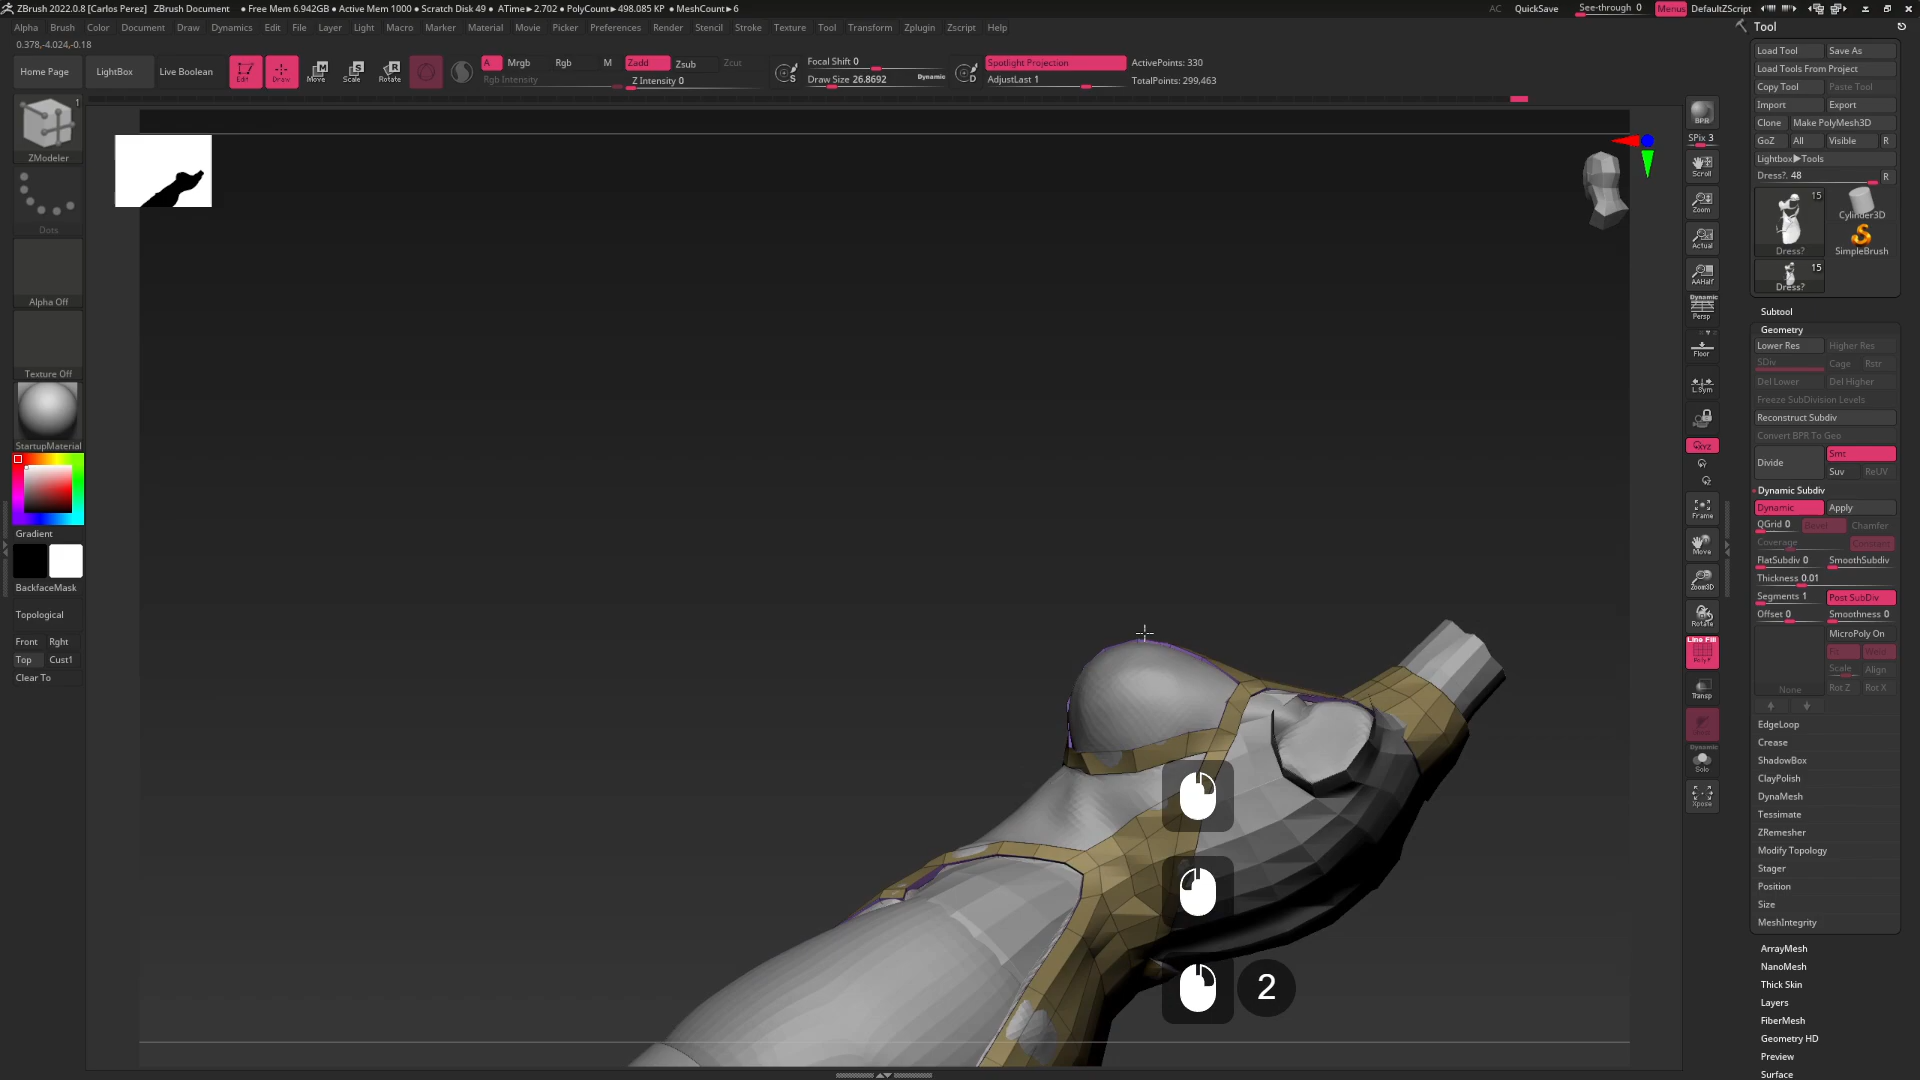 ZBrush 2022.0.8 [Carlos Perez] ZBrush Document • Free Mem 6.942GB • Active Mem 1000 • Scratch Disk 49 • ATime▸2.702 • PolyCount▸498.085 KP • MeshCount▸6 AC QuickSave See-through 0 Menus DefaultZScript
Alpha Brush Color Document Draw Dynamics Edit File Layer Light Macro Marker Material Movie Picker Preferences Render Stencil Stroke Texture Tool Transform Zplugin Zscript Help
0.378,-4.024,-0.18
Home Page LightBox Live Boolean Edit Draw Move Scale Rotate
A Mrgb Rgb M Zadd Zsub Zcut
Rgb Intensity Z Intensity 0
Focal Shift 0
Draw Size 26.8692 Dynamic
Spotlight Projection ActivePoints: 330
AdjustLast 1 TotalPoints: 299,463
1
ZModeler
Dots
Alpha Off
Texture Off
StartupMaterial
Gradient
BackfaceMask
Topological
Front Rght
Top Cust1
Clear To
2
BPR
SPix 3
Scroll
Zoom
Actual
AAHalf
Dynamic
Persp
Floor
L.Sym
XYZ
Frame
Move
Zoom3D
Rotate
Line Fill
PolyF
Transp
Dynamic
Solo
Xpose
Tool
Load Tool Save As
Load Tools From Project
Copy Tool Paste Tool
Import Export
Clone Make PolyMesh3D
GoZ All Visible R
Lightbox▶Tools
Dress?. 48 R
15
Cylinder3D
Dress? SimpleBrush
15
Dress?
Subtool
Geometry
Lower Res Higher Res
SDiv Cage Rstr
Del Lower Del Higher
Freeze SubDivision Levels
Reconstruct Subdiv
Convert BPR To Geo
Divide Smt
Suv ReUV
Dynamic Subdiv
Dynamic Apply
QGrid 0 Bevel Chamfer
Coverage Constant
FlatSubdiv 0 SmoothSubdiv
Thickness 0.01
Segments 1 Post SubDiv
Offset 0 Smoothness 0
MicroPoly On
Weld
Scale Align
None Rot Z Rot X
EdgeLoop
Crease
ShadowBox
ClayPolish
DynaMesh
Tessimate
ZRemesher
Modify Topology
Stager
Position
Size
MeshIntegrity
ArrayMesh
NanoMesh
Thick Skin
Layers
FiberMesh
Geometry HD
Preview
Surface